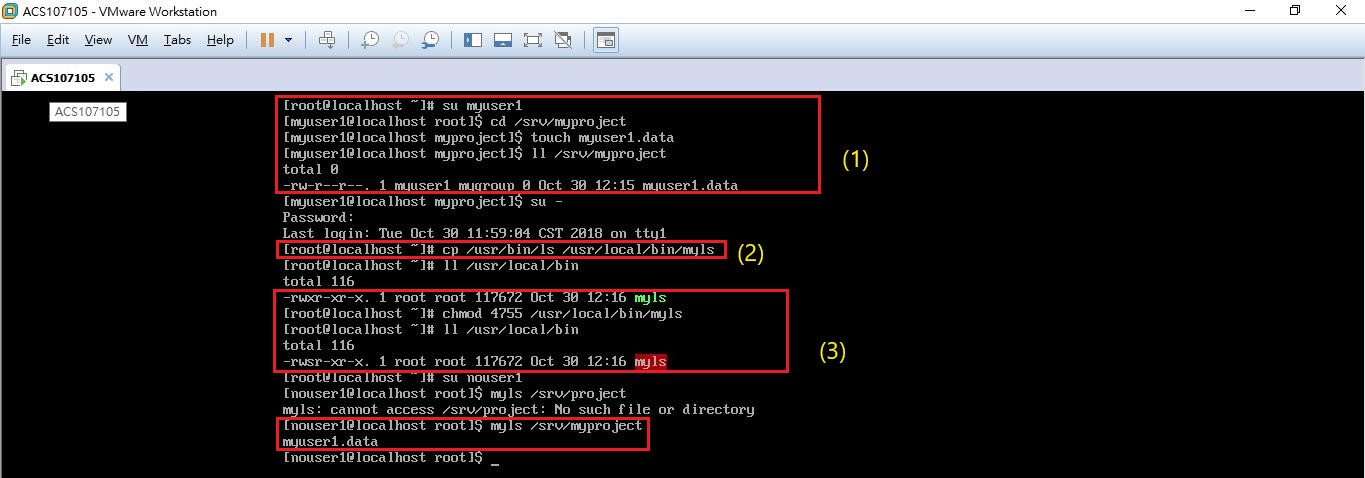 ACS107105 - VMware Workstation
File Edit View VM Tabs Help
ACS107105
ACS107105
[root@localhost ~]# su myuser1
[myuser1@localhost root]$ cd /srv/myproject
[myuser1@localhost myproject]$ touch myuser1.data
[myuser1@localhost myproject]$ ll /srv/myproject
total 0
-rw-r--r--. 1 myuser1 mygroup 0 Oct 30 12:15 myuser1.data
(1)
[myuser1@localhost myproject]$ su -
Password:
Last login: Tue Oct 30 11:59:04 CST 2018 on tty1
[root@localhost ~]# cp /usr/bin/ls /usr/local/bin/myls
(2)
[root@localhost ~]# ll /usr/local/bin
total 116
-rwxr-xr-x. 1 root root 117672 Oct 30 12:16 myls
[root@localhost ~]# chmod 4755 /usr/local/bin/myls
[root@localhost ~]# ll /usr/local/bin
total 116
-rwsr-xr-x. 1 root root 117672 Oct 30 12:16 myls
(3)
[root@localhost ~]# su nouser1
[nouser1@localhost root]$ myls /srv/project
myls: cannot access /srv/project: No such file or directory
[nouser1@localhost root]$ myls /srv/myproject
myuser1.data
[nouser1@localhost root]$ _